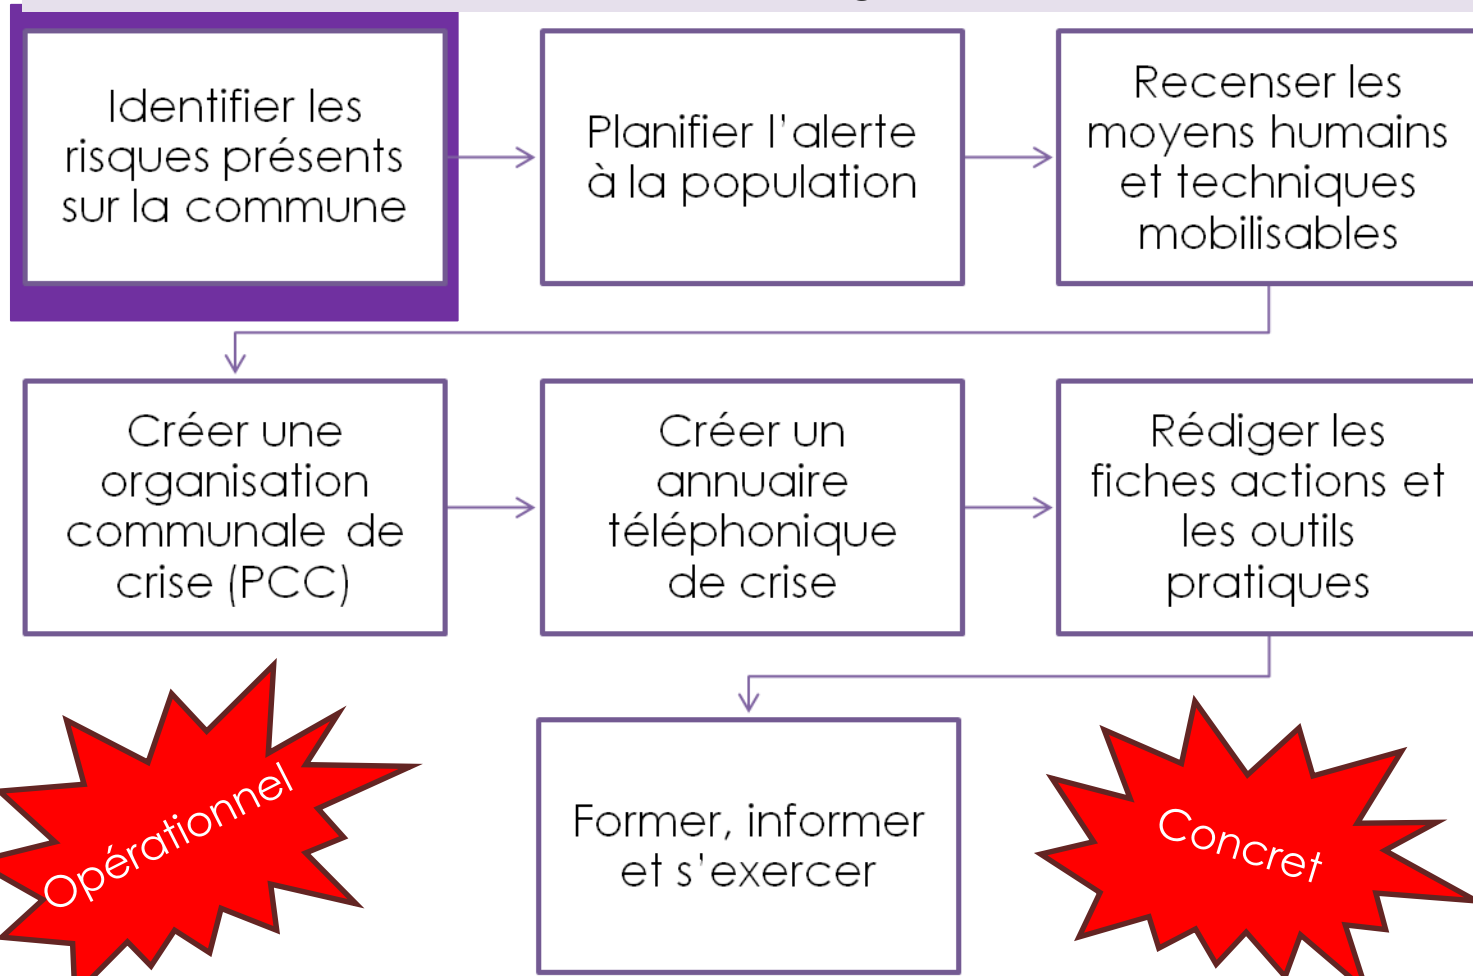 Identifier les
risques présents
sur la commune
Planifier l'alerte
à la population
Recenser les
moyens humains
et techniques
mobilisables
Créer une
organisation
communale de
crise (PCC)
Créer un
annuaire
téléphonique
de crise
Rédiger les
fiches actions et
les outils
pratiques
Opérationnel
Former, informer
et s'exercer
Concret